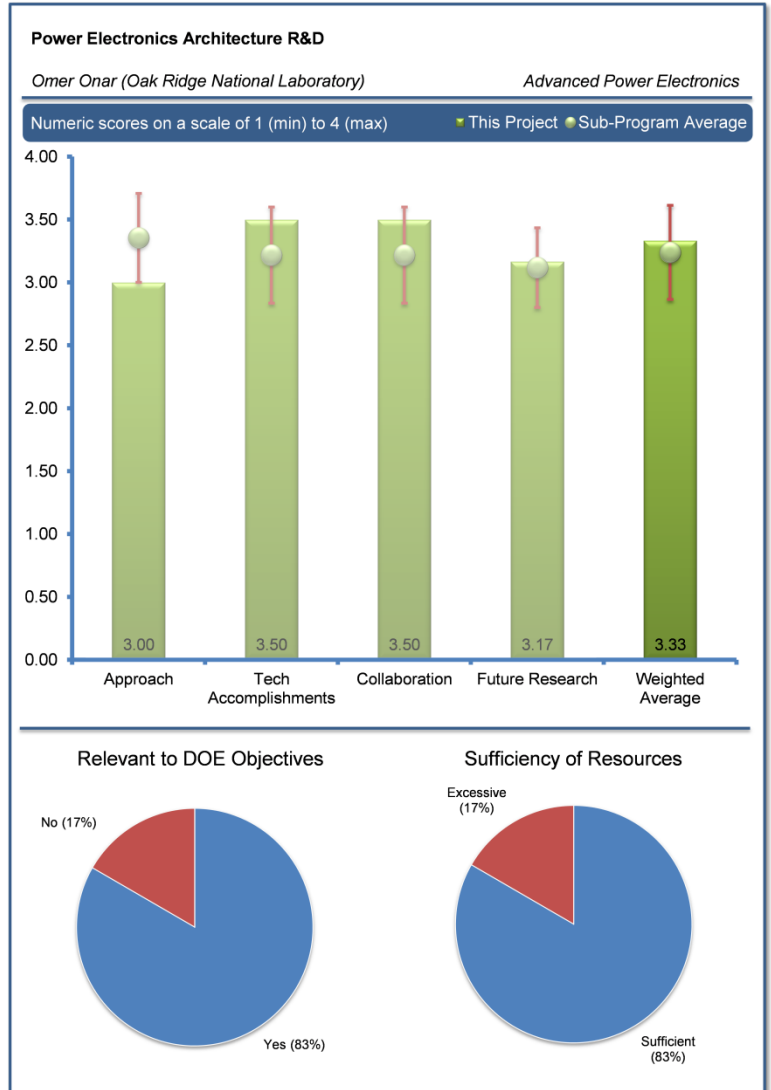 Power Electronics Architecture R&D
Omer Onar (Oak Ridge National Laboratory) Advanced Power Electronics
Numeric scores on a scale of 1 (min) to 4 (max) This Project Sub-Program Average
4.00
3.50
3.00
2.50
2.00
1.50
1.00
0.50
0.00
3.00 3.50 3.50 3.17 3.33
Approach Tech Collaboration Future Research Weighted
Accomplishments Average
Relevant to DOE Objectives Sufficiency of Resources
Excessive
(17%)
No (17%)
Yes (83%)
Sufficient
(83%)